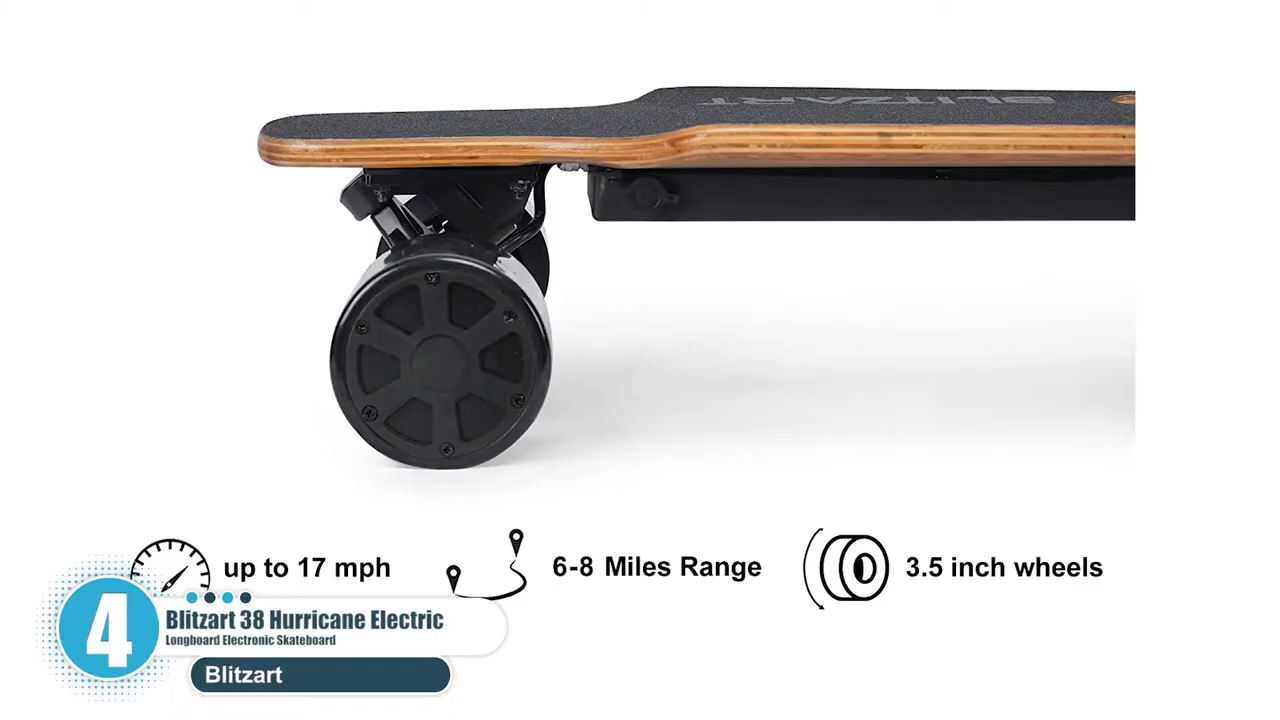 BLITZART
up to 17 mph
6-8 Miles Range
3.5 inch wheels
4
Blitzart 38 Hurricane Electric
Longboard Electronic Skateboard
Blitzart